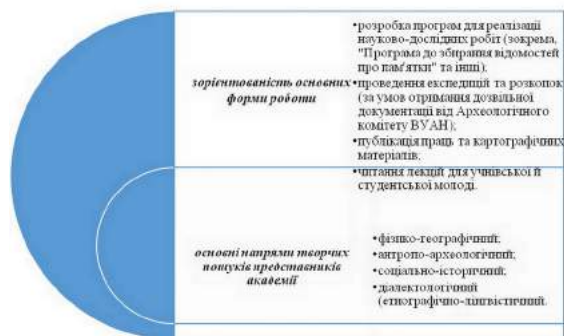 зорієнтованість основних
форми роботи
•розробка програм для реалізації
науково-дослідних робіт (зокрема,
"Програма до збирання відомостей
про пам'ятки" та інші);
•проведення експедицій та розкопок
(за умов отримання дозвільної
документації від Археологічного
комітету ВУАН);
•публікація праць та картографічних
матеріалів;
•читання лекцій для учнівської й
студентської молоді.
основні напрями творчих
пошуків представників
академії
•фізико-географічний;
•антропо-археологічний;
•соціально-історичний;
•діалектологічний
(етнографічно-лінгвістичний.